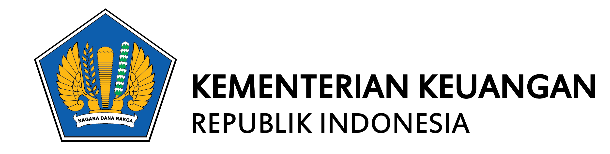 NAGARA DANA RAKCA
KEMENTERIAN KEUANGAN
REPUBLIK INDONESIA